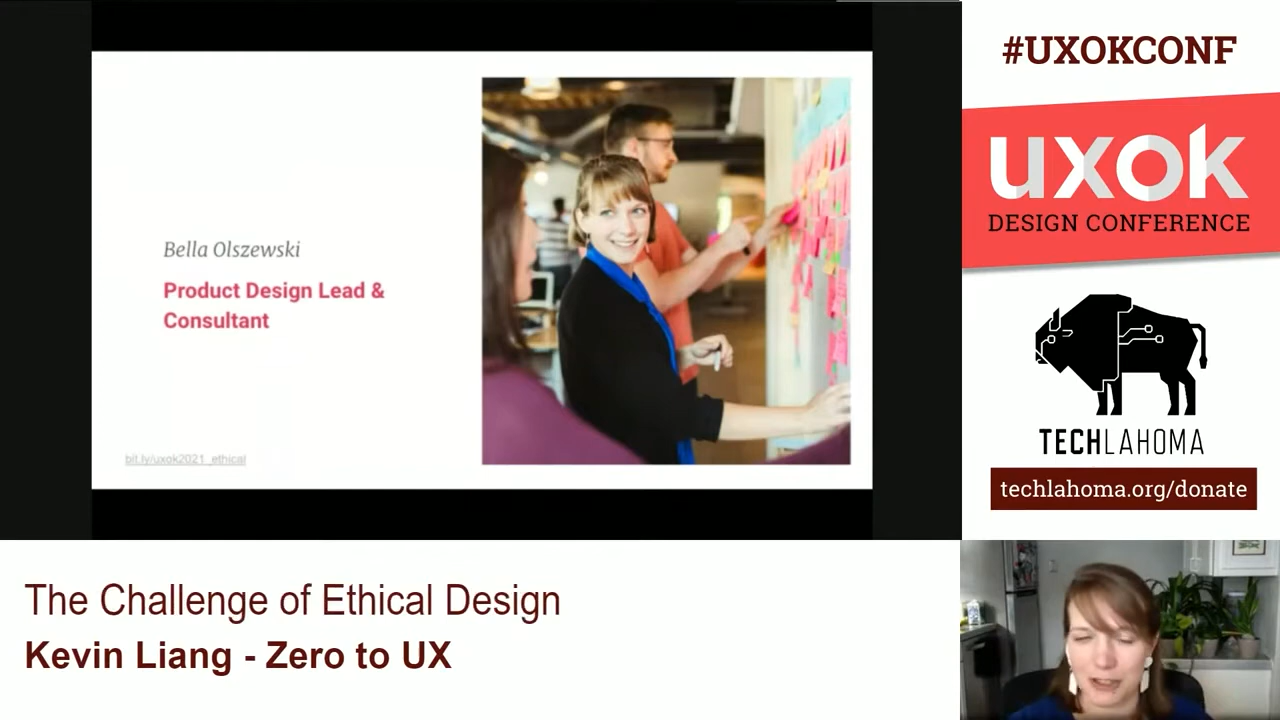 Bella Olszewski
Product Design Lead &
Consultant
bit.ly/uxok2021_ethical
#UXOKCONF
uxok
DESIGN CONFERENCE
TECHLAHOMA
techlahoma.org/donate
The Challenge of Ethical Design
Kevin Liang - Zero to UX